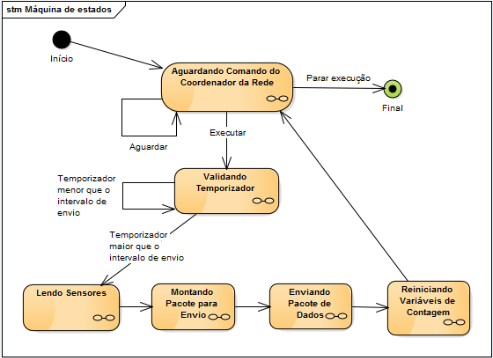 stm Máquina de estados
Início
Aguardando Comando do
Coordenador da Rede
Parar execução
Final
Aguardar
Executar
Validando
Temporizador
Temporizador
menor que o
intervalo de
envio
Temporizador
maior que o
intervalo de envio
Lendo Sensores
Montando
Pacote para
Envio
Enviando
Pacote de
Dados
Reiniciando
Variáveis de
Contagem